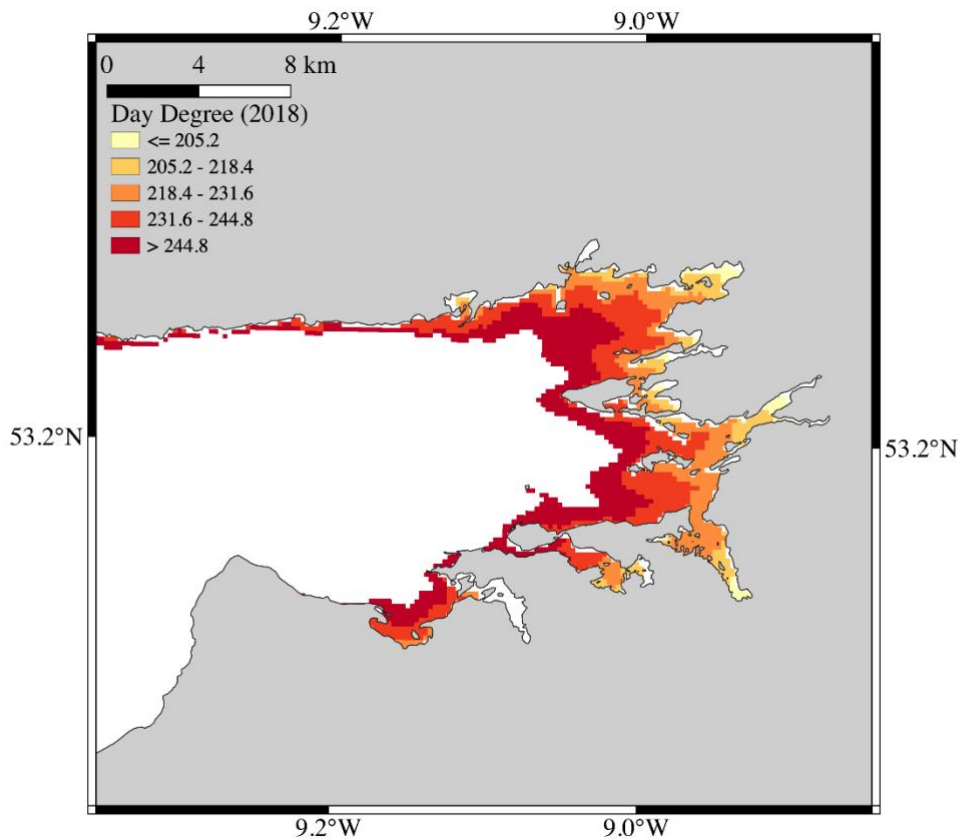 9.2°W 9.0°W
0 4 8 km
Day Degree (2018)
<= 205.2
205.2 - 218.4
218.4 - 231.6
231.6 - 244.8
> 244.8
53.2°N 53.2°N
9.2°W 9.0°W